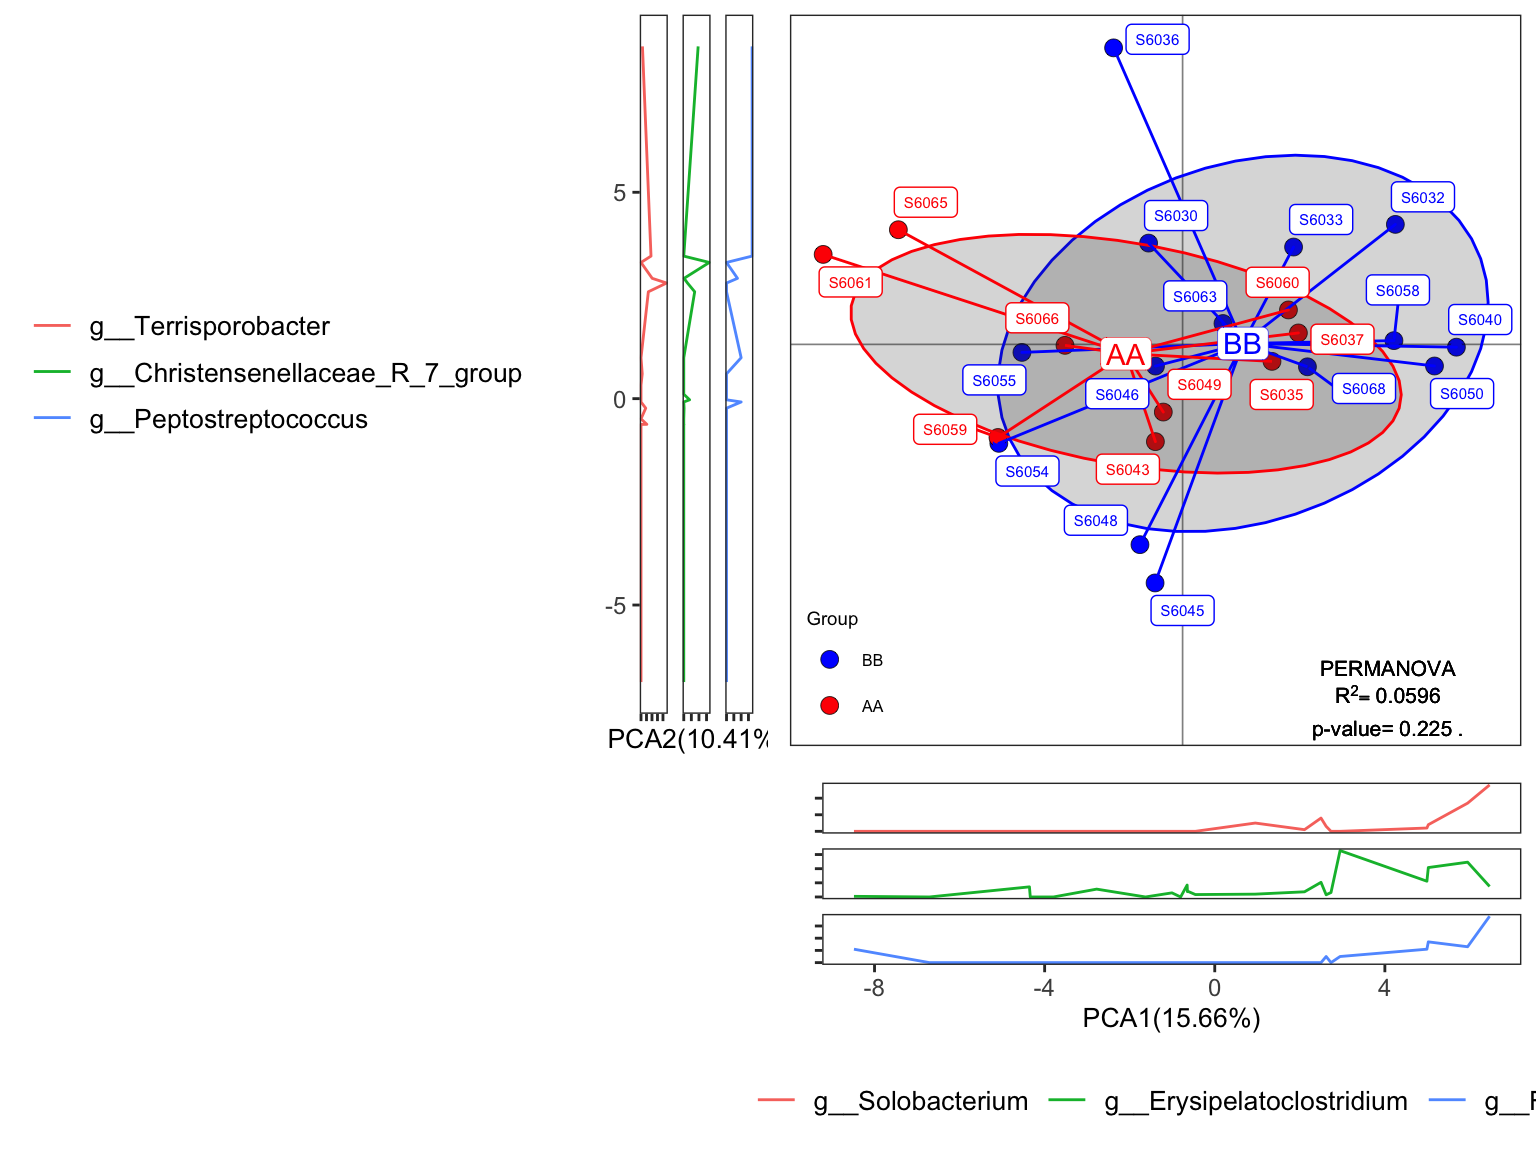 S6036
S6065
S6030
S6033
S6032
S6061
S6063
S6060
S6058
S6066
S6040
S6037
AA
BB
S6055
S6046
S6049
S6035
S6068
S6050
S6059
S6054
S6043
S6048
S6045
Group
BB
AA
PERMANOVA
R2= 0.0596
p-value= 0.225 .
5
0
-5
PCA2(10.41%
g__Terrisporobacter
g__Christensenellaceae_R_7_group
g__Peptostreptococcus
-8 -4 0 4
PCA1(15.66%)
g__Solobacterium g__Erysipelatoclostridium g__